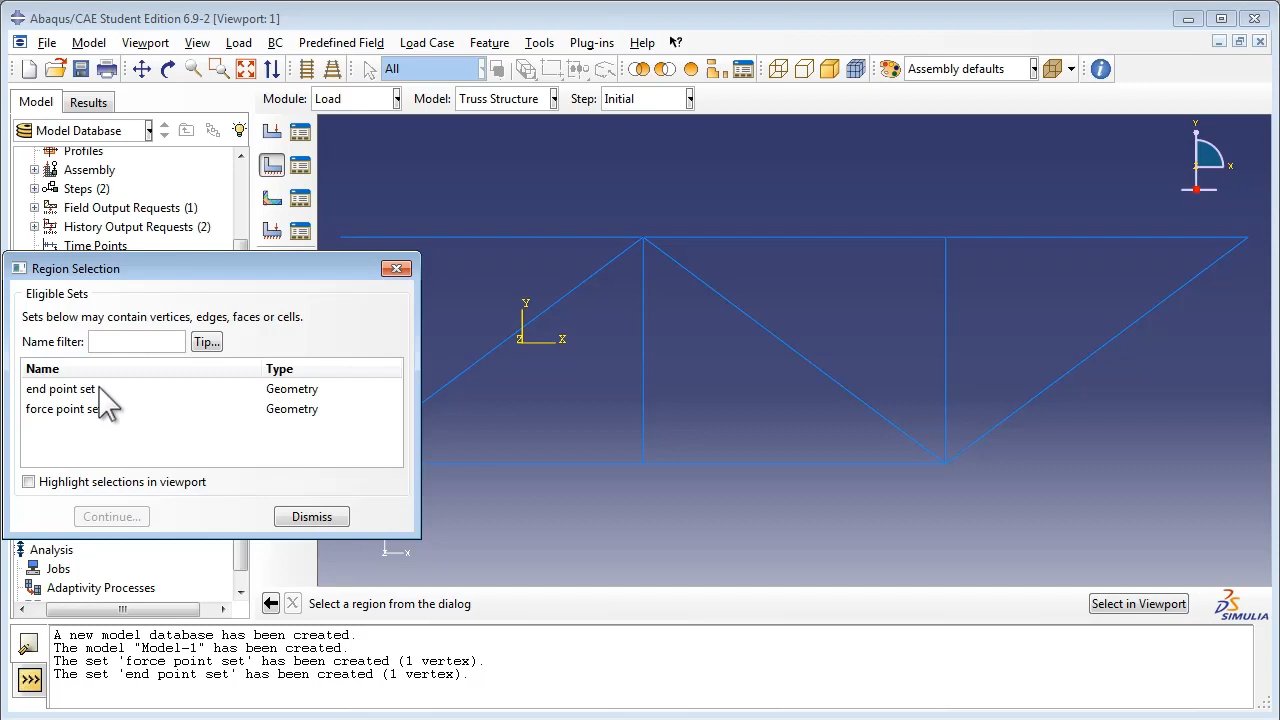 Abaqus/CAE Student Edition 6.9-2 [Viewport: 1]
File Model Viewport View Load BC Predefined Field Load Case Feature Tools Plug-ins Help
All
Assembly defaults
Model Results
Module: Load Model: Truss Structure Step: Initial
Model Database
Profiles
Assembly
Steps (2)
Field Output Requests (1)
History Output Requests (2)
Time Points
Region Selection
Eligible Sets
Sets below may contain vertices, edges, faces or cells.
Name filter: Tip...
Name Type
end point set Geometry
force point se Geometry
Highlight selections in viewport
Continue... Dismiss
Analysis
Jobs
Adaptivity Processes
Y
X
Z
Y
X
Z
Z X
Select a region from the dialog
Select in Viewport
SIMULIA
A new model database has been created.
The model "Model-1" has been created.
The set 'force point set' has been created (1 vertex).
The set 'end point set' has been created (1 vertex).
>>>